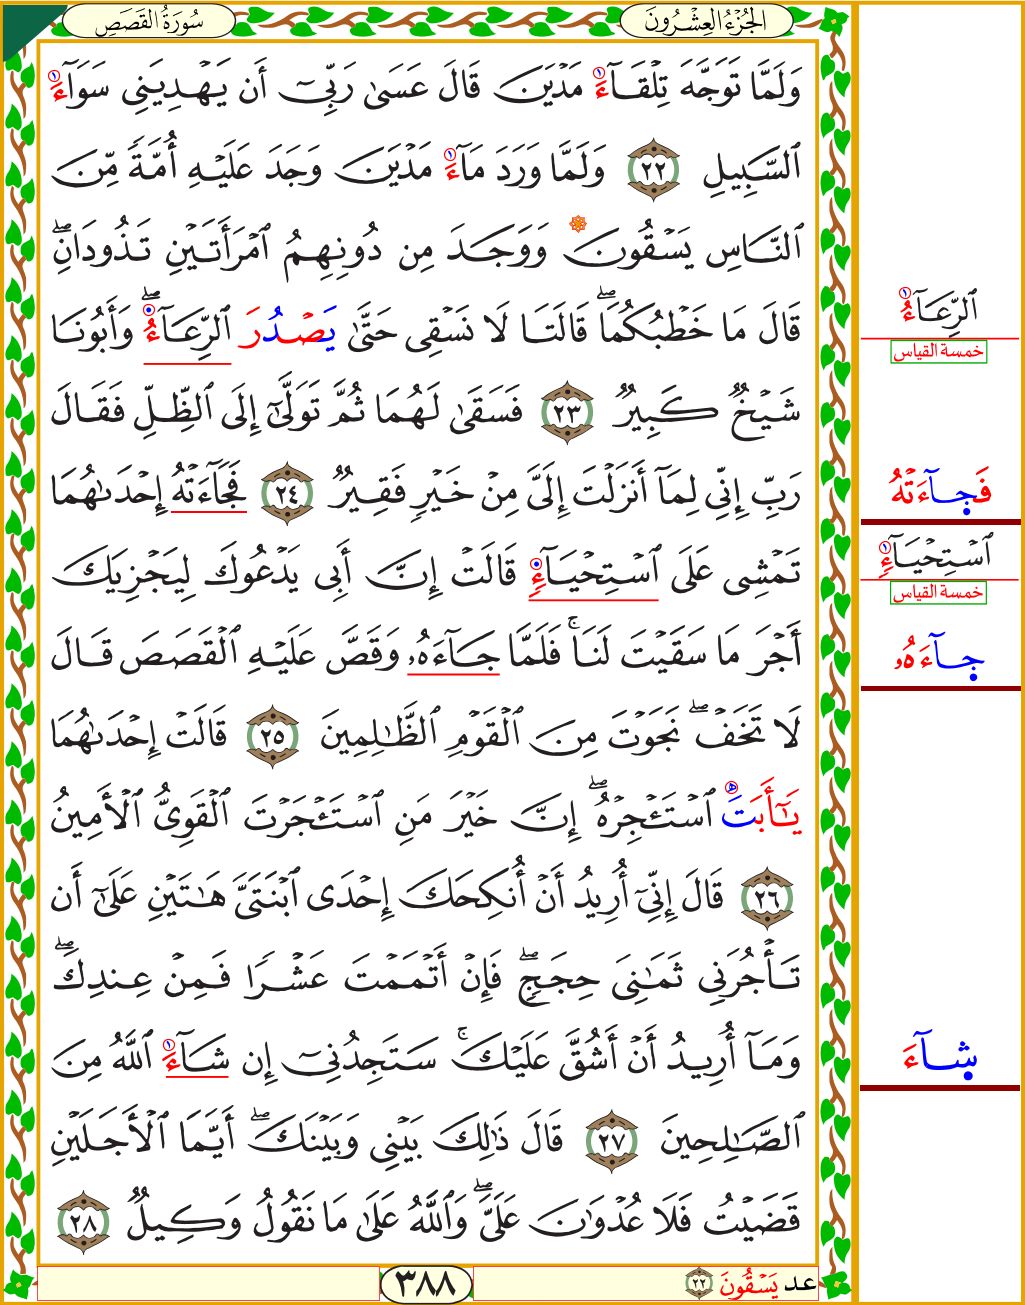 الجُزْءُ العِشْرُونَ
سُورَةُ القَصَصِ
وَلَمَّا تَوَجَّهَ تِلْقَآءَ مَدْيَنَ قَالَ عَسَىٰ رَبِّيٓ أَن يَهْدِيَنِي سَوَآءَ
ٱلسَّبِيلِ ٢٢ وَلَمَّا وَرَدَ مَآءَ مَدْيَنَ وَجَدَ عَلَيْهِ أُمَّةً مِّنَ
ٱلنَّاسِ يَسْقُونَ وَوَجَدَ مِن دُونِهِمُ ٱمْرَأَتَيْنِ تَذُودَانِۖ
قَالَ مَا خَطْبُكُمَاۖ قَالَتَا لَا نَسْقِي حَتَّىٰ يَصْدُرَ ٱلرِّعَآءُۖ وَأَبُونَا
شَيْخٌ كَبِيرٌ ٢٣ فَسَقَىٰ لَهُمَا ثُمَّ تَوَلَّىٰٓ إِلَى ٱلظِّلِّ فَقَالَ
رَبِّ إِنِّي لِمَآ أَنزَلْتَ إِلَيَّ مِنْ خَيْرٍ فَقِيرٌ ٢٤ فَجَآءَتْهُ إِحْدَىٰهُمَا
تَمْشِي عَلَى ٱسْتِحْيَآءٍ قَالَتْ إِنَّ أَبِي يَدْعُوكَ لِيَجْزِيَكَ
أَجْرَ مَا سَقَيْتَ لَنَاۚ فَلَمَّا جَآءَهُۥ وَقَصَّ عَلَيْهِ ٱلْقَصَصَ قَالَ
لَا تَخَفْۖ نَجَوْتَ مِنَ ٱلْقَوْمِ ٱلظَّٰلِمِينَ ٢٥ قَالَتْ إِحْدَىٰهُمَا
يَٰٓأَبَتِ ٱسْتَـْٔجِرْهُۖ إِنَّ خَيْرَ مَنِ ٱسْتَـْٔجَرْتَ ٱلْقَوِيُّ ٱلْأَمِينُ
٢٦ قَالَ إِنِّيٓ أُرِيدُ أَنْ أُنكِحَكَ إِحْدَى ٱبْنَتَيَّ هَٰتَيْنِ عَلَىٰٓ أَن
تَأْجُرَنِي ثَمَٰنِيَ حِجَجٍۖ فَإِنْ أَتْمَمْتَ عَشْرًا فَمِنْ عِندِكَۖ
وَمَآ أُرِيدُ أَنْ أَشُقَّ عَلَيْكَۚ سَتَجِدُنِيٓ إِن شَآءَ ٱللَّهُ مِنَ
ٱلصَّٰلِحِينَ ٢٧ قَالَ ذَٰلِكَ بَيْنِي وَبَيْنَكَۖ أَيَّمَا ٱلْأَجَلَيْنِ
قَضَيْتُ فَلَا عُدْوَٰنَ عَلَيَّۖ وَٱللَّهُ عَلَىٰ مَا نَقُولُ وَكِيلٌ ٢٨
ٱلرِّعَآءُ
خمسة القياس
فَجآءَتْهُ
ٱسْتِحْيَآءٍ
خمسة القياس
جآءَهُۥ
شآءَ
عد يَسْقُونَ ٢٢
٣٨٨